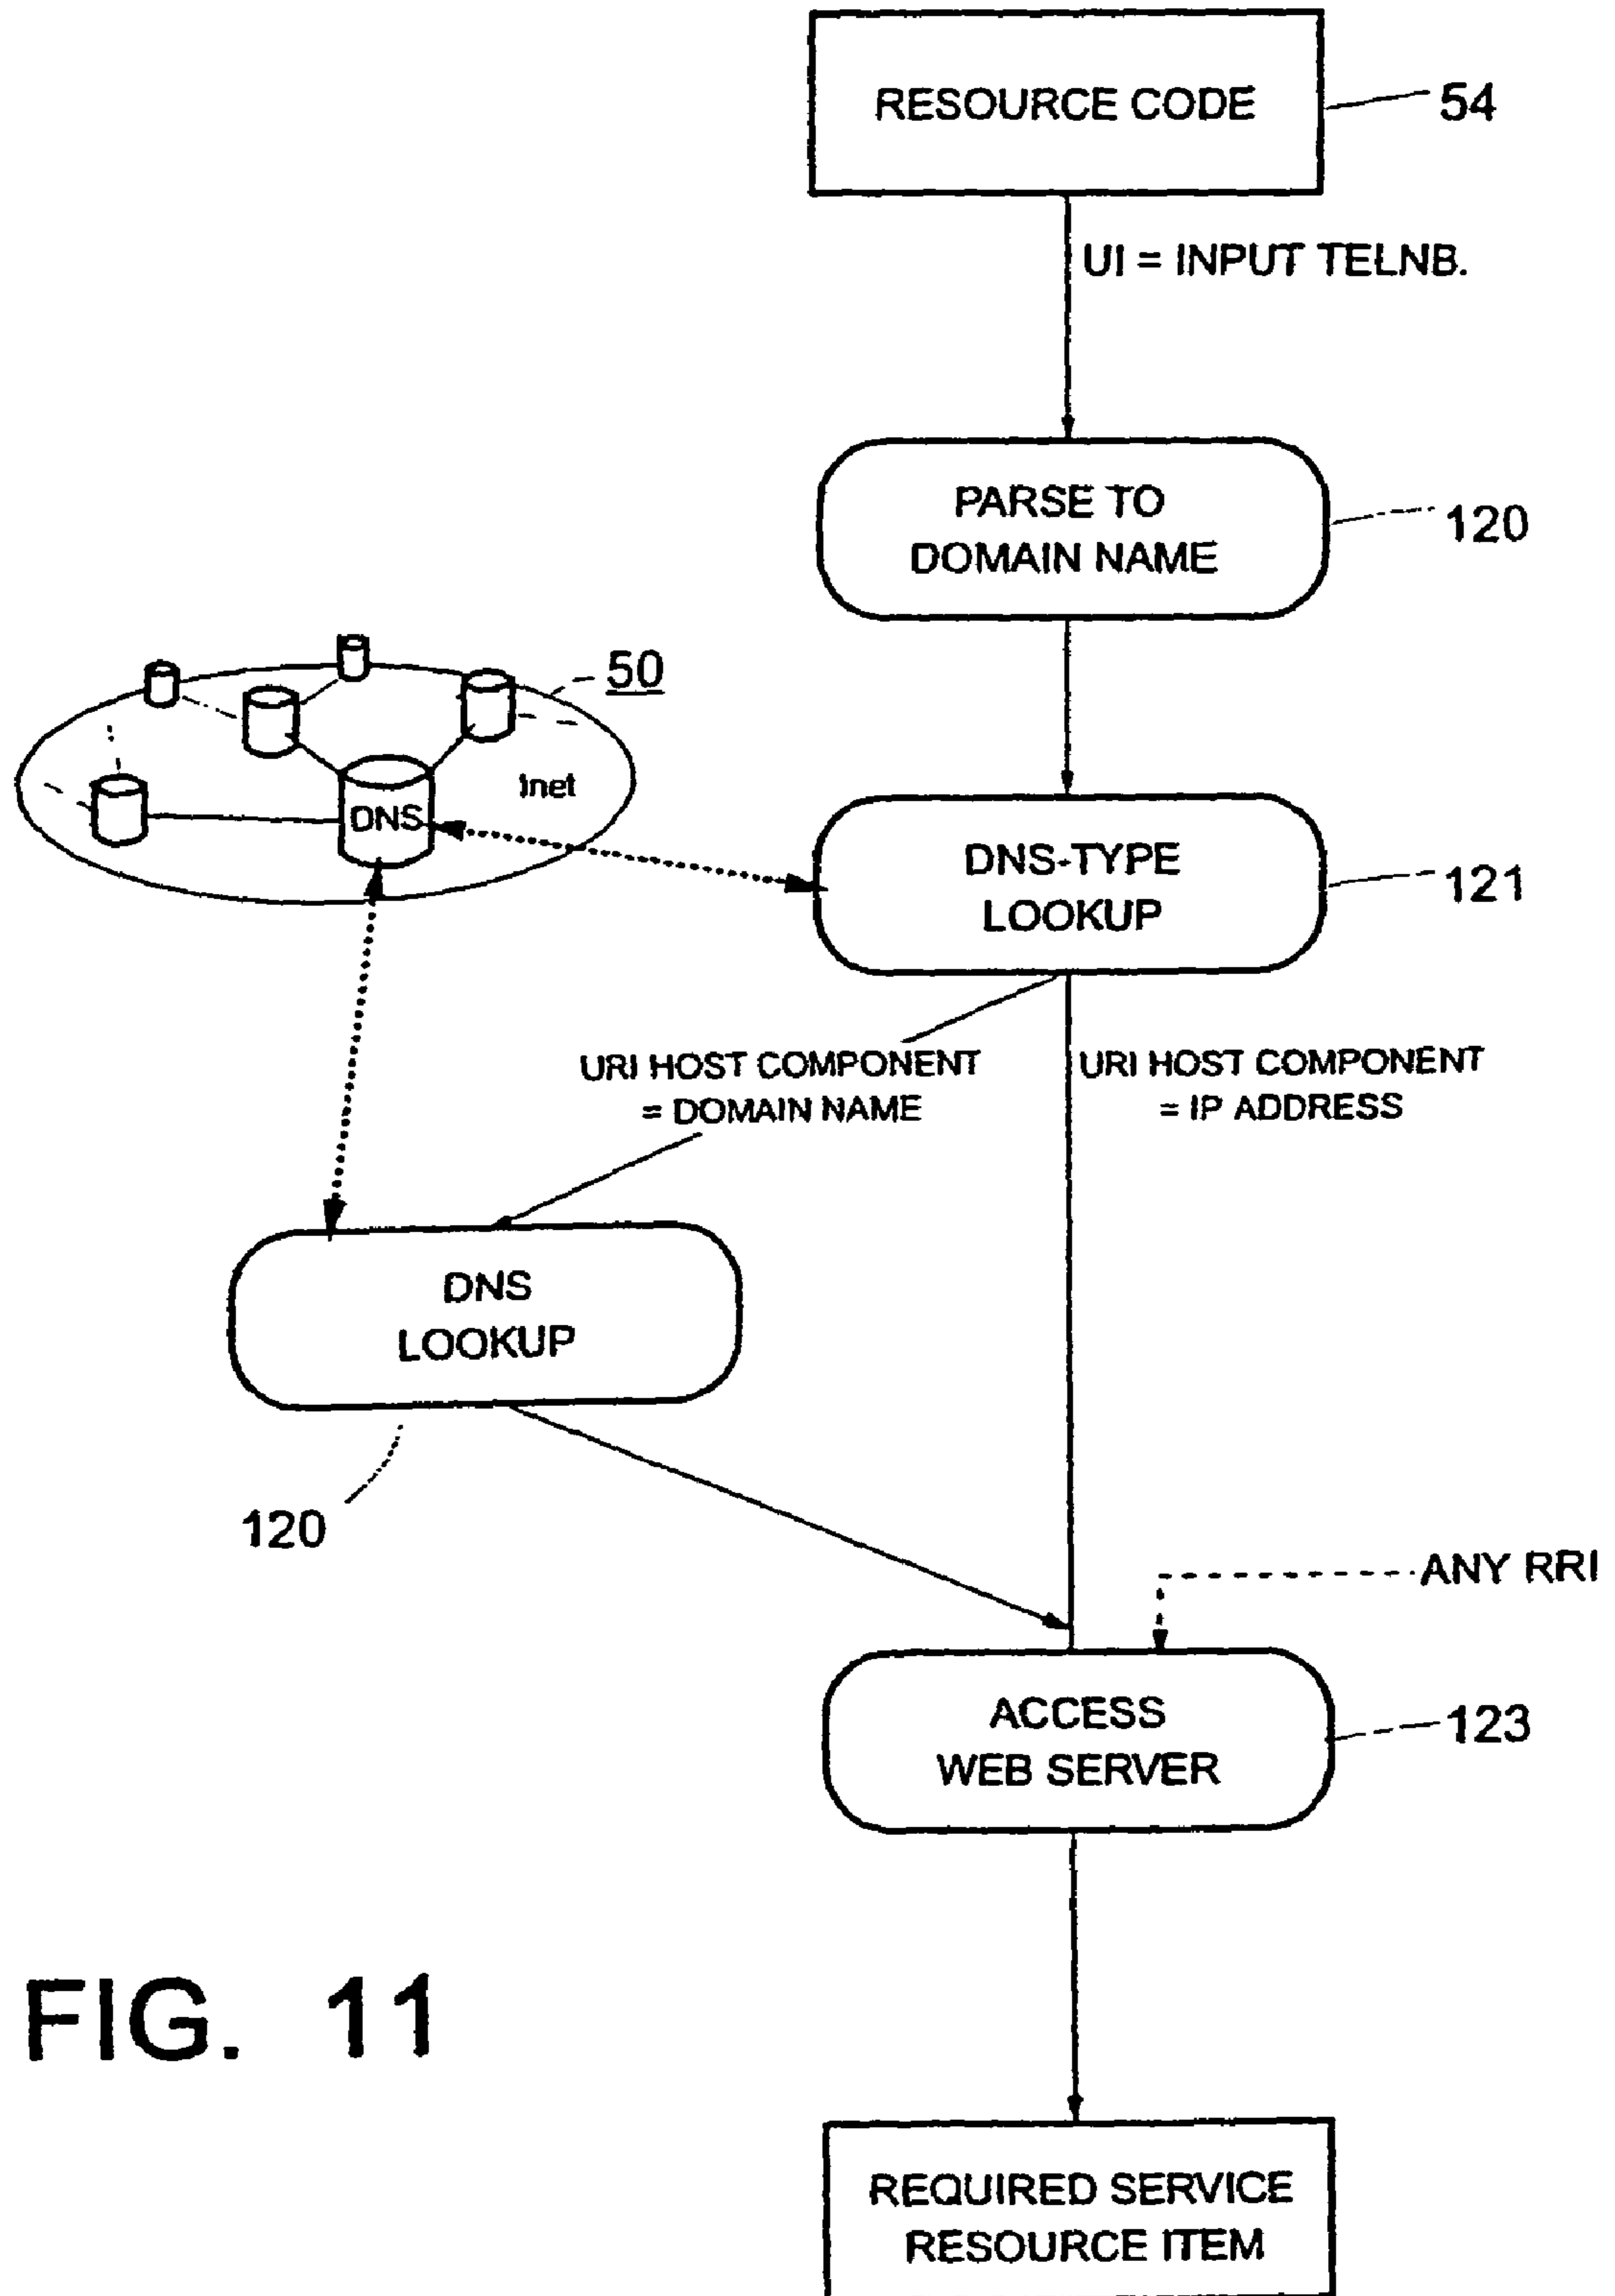 RESOURCE CODE
54
UI = INPUT TELNB.
PARSE TO
DOMAIN NAME
120
50
Inet
DNS
DNS-TYPE
LOOKUP
121
URI HOST COMPONENT
= DOMAIN NAME
URI HOST COMPONENT
= IP ADDRESS
DNS
LOOKUP
120
ANY RRI
ACCESS
WEB SERVER
123
FIG. 11
REQUIRED SERVICE
RESOURCE ITEM